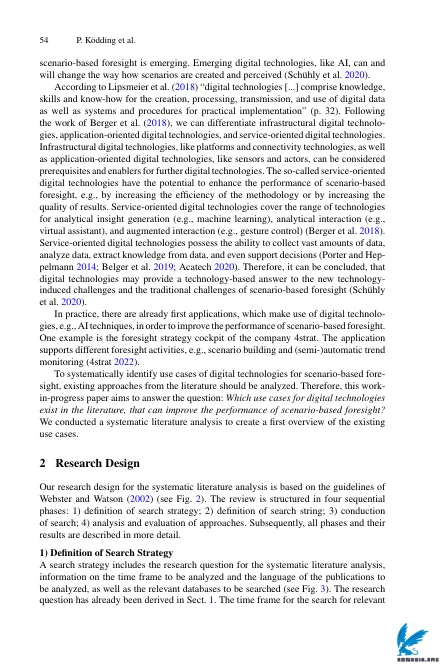 54 P. Ködding et al.
scenario-based foresight is emerging. Emerging digital technologies, like AI, can and
will change the way how scenarios are created and perceived (Schühly et al. 2020).
According to Lipsmeier et al. (2018) “digital technologies [...] comprise knowledge,
skills and know-how for the creation, processing, transmission, and use of digital data
as well as systems and procedures for practical implementation” (p. 32). Following
the work of Berger et al. (2018), we can differentiate infrastructural digital technolo-
gies, application-oriented digital technologies, and service-oriented digital technologies.
Infrastructural digital technologies, like platforms and connectivity technologies, as well
as application-oriented digital technologies, like sensors and actors, can be considered
prerequisites and enablers for further digital technologies. The so-called service-oriented
digital technologies have the potential to enhance the performance of scenario-based
foresight, e.g., by increasing the efficiency of the methodology or by increasing the
quality of results. Service-oriented digital technologies cover the range of technologies
for analytical insight generation (e.g., machine learning), analytical interaction (e.g.,
virtual assistant), and augmented interaction (e.g., gesture control) (Berger et al. 2018).
Service-oriented digital technologies possess the ability to collect vast amounts of data,
analyze data, extract knowledge from data, and even support decisions (Porter and Hep-
pelmann 2014; Belger et al. 2019; Acatech 2020). Therefore, it can be concluded, that
digital technologies may provide a technology-based answer to the new technology-
induced challenges and the traditional challenges of scenario-based foresight (Schühly
et al. 2020).
In practice, there are already first applications, which make use of digital technolo-
gies, e.g., AI techniques, in order to improve the performance of scenario-based foresight.
One example is the foresight strategy cockpit of the company 4strat. The application
supports different foresight activities, e.g., scenario building and (semi-)automatic trend
monitoring (4strat 2022).
To systematically identify use cases of digital technologies for scenario-based fore-
sight, existing approaches from the literature should be analyzed. Therefore, this work-
in-progress paper aims to answer the question: Which use cases for digital technologies
exist in the literature, that can improve the performance of scenario-based foresight?
We conducted a systematic literature analysis to create a first overview of the existing
use cases.
2 Research Design
Our research design for the systematic literature analysis is based on the guidelines of
Webster and Watson (2002) (see Fig. 2). The review is structured in four sequential
phases: 1) definition of search strategy; 2) definition of search string; 3) conduction
of search; 4) analysis and evaluation of approaches. Subsequently, all phases and their
results are described in more detail.
1) Definition of Search Strategy
A search strategy includes the research question for the systematic literature analysis,
information on the time frame to be analyzed and the language of the publications to
be analyzed, as well as the relevant databases to be searched (see Fig. 3). The research
question has already been derived in Sect. 1. The time frame for the search for relevant